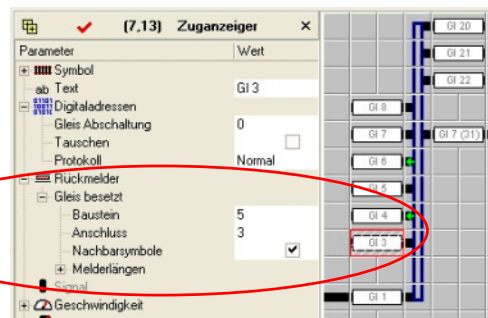 (7,13) Zuganzeiger
Parameter Wert
Symbol
ab Text Gl 3
Digitaladressen
Gleis Abschaltung 0
Tauschen
Protokoll Normal
Rückmelder
Gleis besetzt
Baustein 5
Anschluss 3
Nachbarsymbole
Melderlängen
Signal
Geschwindigkeit
Gl 20
Gl 21
Gl 22
Gl 8
Gl 7 Gl 7 (31)
Gl 6
Gl 5
Gl 4
Gl 3
Gl 1